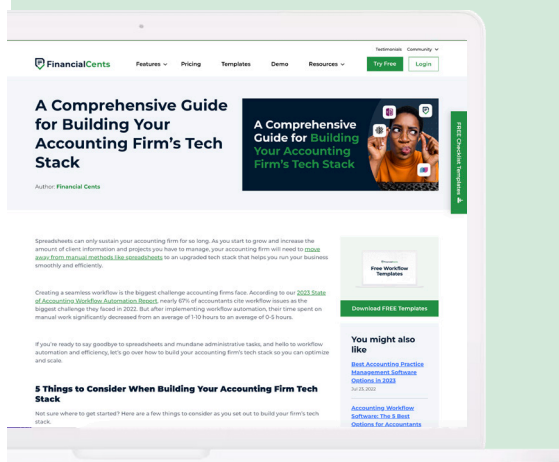 Testimonials Community
FinancialCents Features Pricing Templates Demo Resources Try Free Login
A Comprehensive Guide
for Building Your
Accounting Firm's Tech
Stack
Author: Financial Cents
A Comprehensive
Guide for Building
Your Accounting
Firm's Tech Stack
FREE Checklist Templates
Spreadsheets can only sustain your accounting firm for so long. As you start to grow and increase the
amount of client information and projects you have to manage, your accounting firm will need to move
away from manual methods like spreadsheets to an upgraded tech stack that helps you run your business
smoothly and efficiently.
Creating a seamless workflow is the biggest challenge accounting firms face. According to our 2023 State
of Accounting Workflow Automation Report, nearly 67% of accountants cite workflow issues as the
biggest challenge they faced in 2022. But after implementing workflow automation, their time spent on
manual work significantly decreased from an average of 1-10 hours to an average of 0-5 hours.
If you're ready to say goodbye to spreadsheets and mundane administrative tasks, and hello to workflow
automation and efficiency, let's go over how to build your accounting firm's tech stack so you can optimize
and scale.
5 Things to Consider When Building Your Accounting Firm Tech
Stack
Not sure where to get started? Here are a few things to consider as you set out to build your firm's tech
stack.
Free Workflow
Templates
Download FREE Templates
You might also
like
Best Accounting Practice
Management Software
Options in 2023
Jul 23, 2022
Accounting Workflow
Software: The 5 Best
Options for Accountants